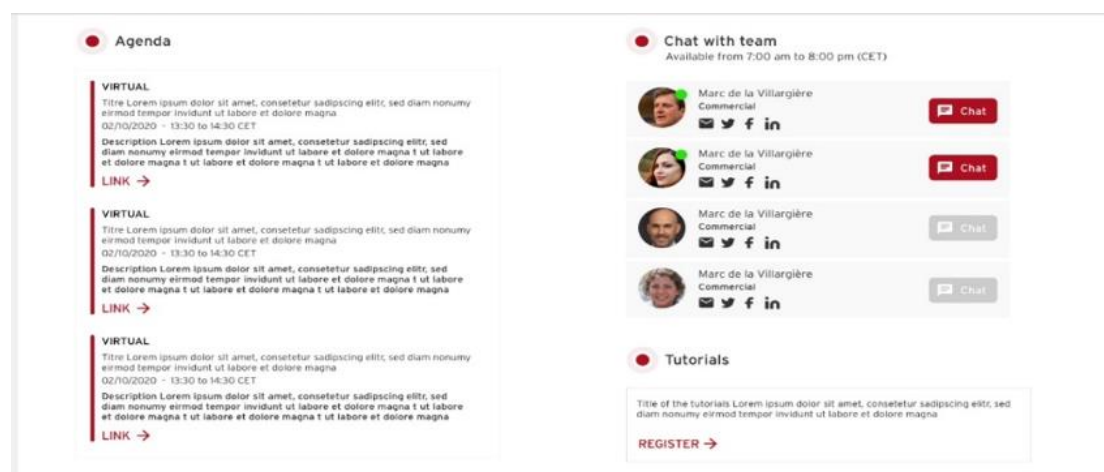 Agenda
VIRTUAL
Titre Lorem ipsum dolor sit amet, consetetur sadipscing elitr, sed diam nonumy
eirmod tempor invidunt ut labore et dolore magna
02/10/2020 - 13:30 to 14:30 CET
Description Lorem ipsum dolor sit amet, consetetur sadipscing elitr, sed
diam nonumy eirmod tempor invidunt ut labore et dolore magna t ut labore
et dolore magna t ut labore et dolore magna t ut labore et dolore magna
LINK →
VIRTUAL
Titre Lorem ipsum dolor sit amet, consetetur sadipscing elitr, sed diam nonumy
eirmod tempor invidunt ut labore et dolore magna
02/10/2020 - 13:30 to 14:30 CET
Description Lorem ipsum dolor sit amet, consetetur sadipscing elitr, sed
diam nonumy eirmod tempor invidunt ut labore et dolore magna t ut labore
et dolore magna t ut labore et dolore magna t ut labore et dolore magna
LINK →
VIRTUAL
Titre Lorem ipsum dolor sit amet, consetetur sadipscing elitr, sed diam nonumy
eirmod tempor invidunt ut labore et dolore magna
02/10/2020 - 13:30 to 14:30 CET
Description Lorem ipsum dolor sit amet, consetetur sadipscing elitr, sed
diam nonumy eirmod tempor invidunt ut labore et dolore magna t ut labore
et dolore magna t ut labore et dolore magna t ut labore et dolore magna
LINK →
Chat with team
Available from 7:00 am to 8:00 pm (CET)
Marc de la Villargière
Commercial
Chat
Marc de la Villargière
Commercial
Chat
Marc de la Villargière
Commercial
Chat
Marc de la Villargière
Commercial
Chat
Tutorials
Title of the tutorials Lorem ipsum dolor sit amet, consetetur sadipscing elitr, sed
diam nonumy eirmod tempor invidunt ut labore et dolore magna
REGISTER →